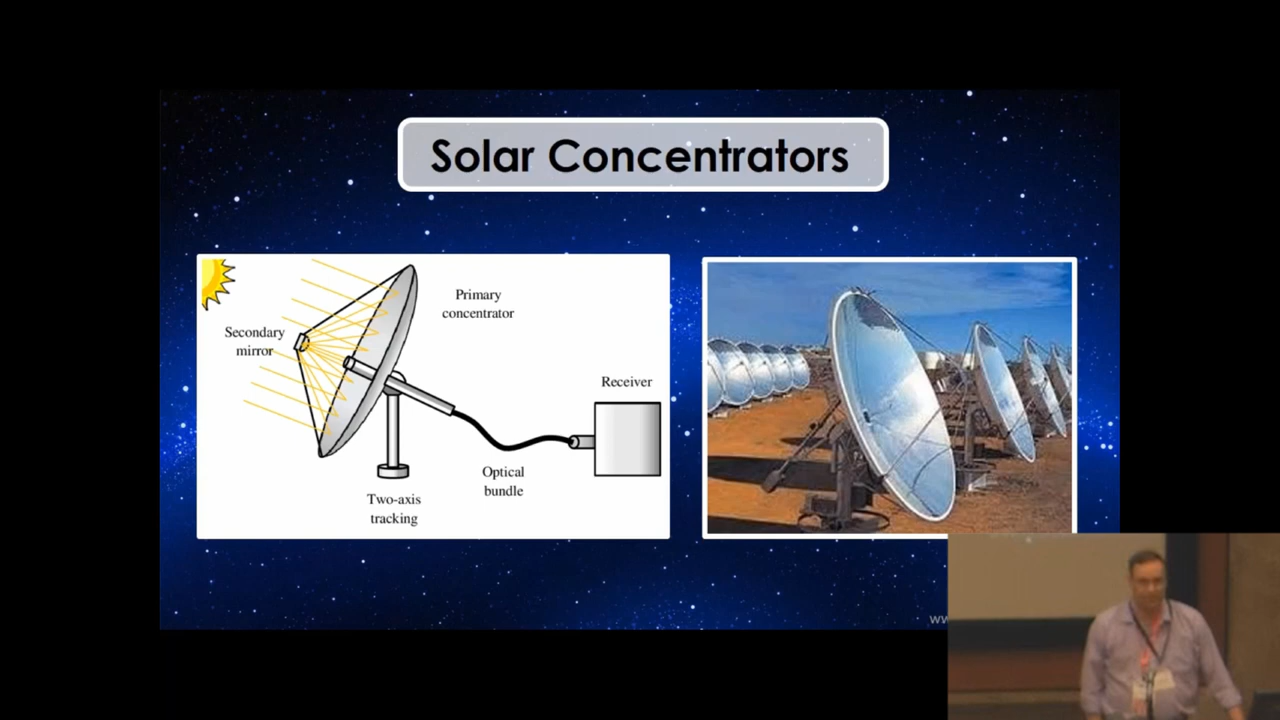 Solar Concentrators
Primary
concentrator
Secondary
mirror
Receiver
Optical
bundle
Two-axis
tracking